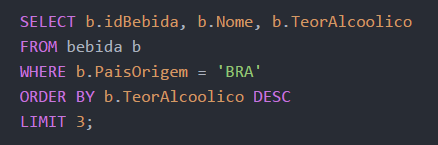 SELECT b.idBebida, b.Nome, b.TeorAlcoolico
FROM bebida b
WHERE b.PaisOrigem = 'BRA'
ORDER BY b.TeorAlcoolico DESC
LIMIT 3;